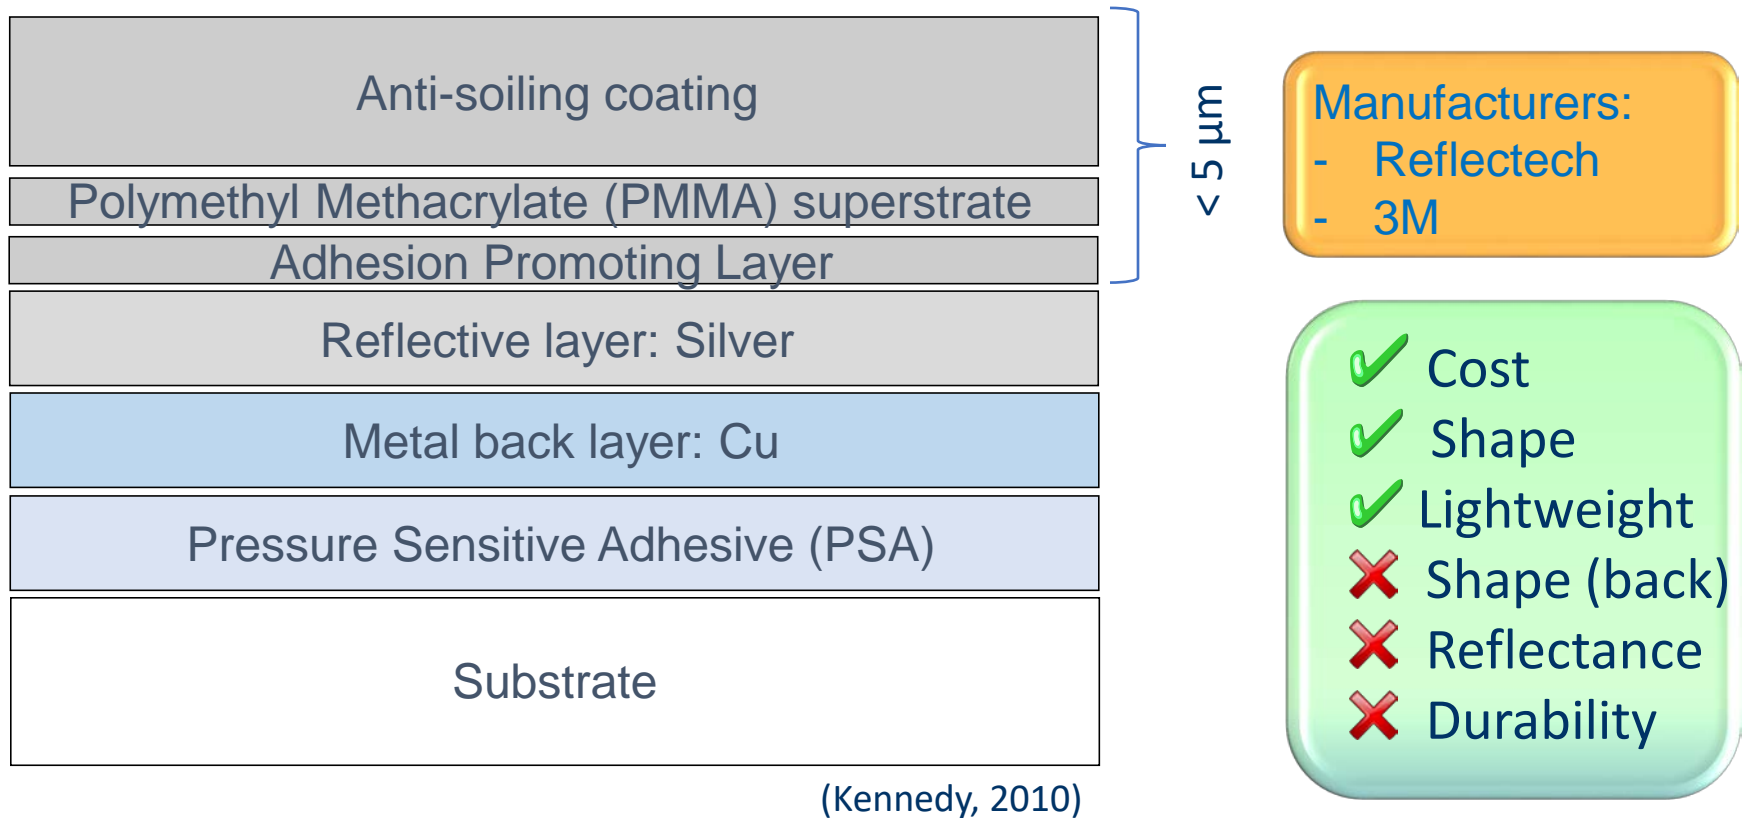 Anti-soiling coating
Polymethyl Methacrylate (PMMA) superstrate
Adhesion Promoting Layer
Reflective layer: Silver
Metal back layer: Cu
Pressure Sensitive Adhesive (PSA)
Substrate
(Kennedy, 2010)
< 5 µm
Manufacturers:
- Reflectech
- 3M
Cost
Shape
Lightweight
Shape (back)
Reflectance
Durability